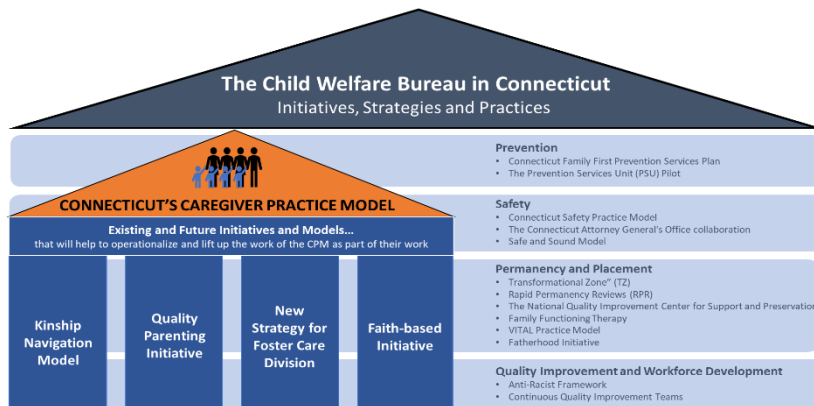 The Child Welfare Bureau in Connecticut
Initiatives, Strategies and Practices
CONNECTICUT'S CAREGIVER PRACTICE MODEL
Existing and Future Initiatives and Models...
that will help to operationalize and lift up the work of the CPM as part of their work
Kinship
Navigation
Model
Quality
Parenting
Initiative
New
Strategy for
Foster Care
Division
Faith-based
Initiative
Prevention
• Connecticut Family First Prevention Services Plan
• The Prevention Services Unit (PSU) Pilot
Safety
• Connecticut Safety Practice Model
• The Connecticut Attorney General's Office collaboration
• Safe and Sound Model
Permanency and Placement
• Transformational Zone" (TZ)
• Rapid Permanency Reviews (RPR)
• The National Quality Improvement Center for Support and Preservation
• Family Functioning Therapy
• VITAL Practice Model
• Fatherhood Initiative
Quality Improvement and Workforce Development
• Anti-Racist Framework
• Continuous Quality Improvement Teams